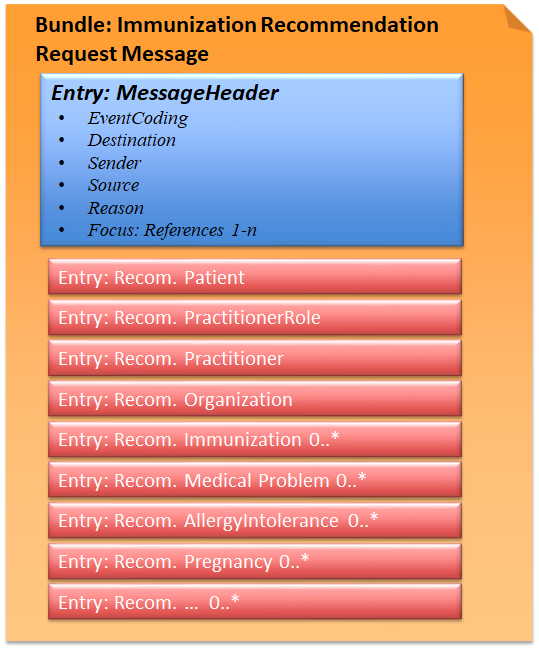 Bundle: Immunization Recommendation
Request Message
Entry: MessageHeader
• EventCoding
• Destination
• Sender
• Source
• Reason
• Focus: References 1-n
Entry: Recom. Patient
Entry: Recom. PractitionerRole
Entry: Recom. Practitioner
Entry: Recom. Organization
Entry: Recom. Immunization 0..*
Entry: Recom. Medical Problem 0..*
Entry: Recom. AllergyIntolerance 0..*
Entry: Recom. Pregnancy 0..*
Entry: Recom. ... 0..*